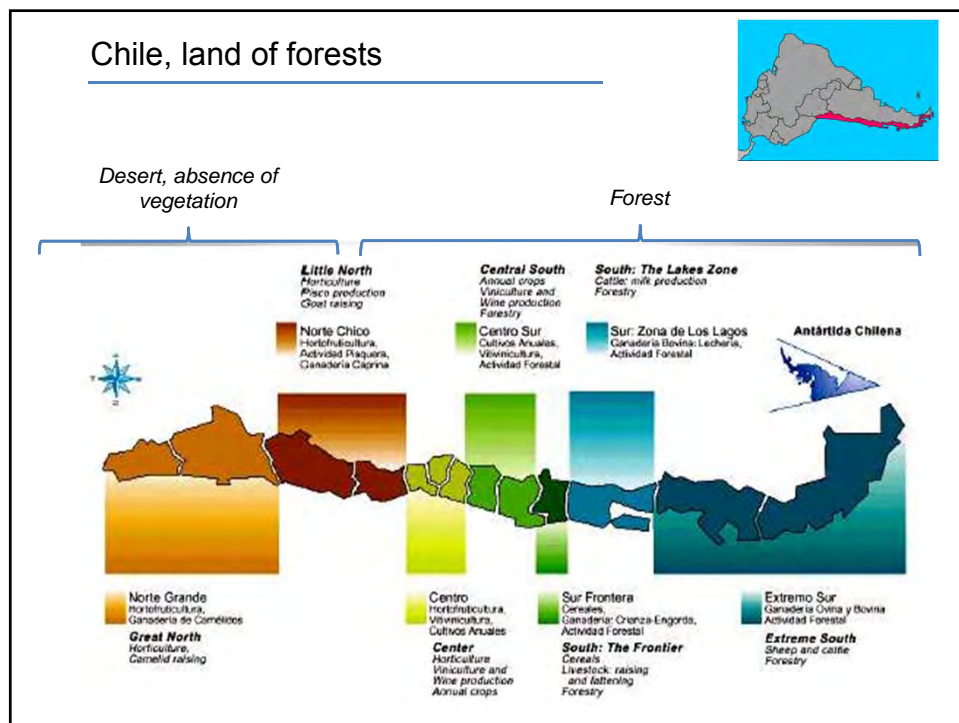 Chile, land of forests
Desert, absence of
vegetation
Forest
Little North
Horticulture
Pisco production
Goat raising
Norte Chico
Hortofruticultura,
Actividad Pisquera,
Ganadería Caprina
Central South
Annual crops
Viniculture and
Wine production
Forestry
Centro Sur
Cultivos Anuales,
Vitivinicultura,
Actividad Forestal
South: The Lakes Zone
Cattle: milk production
Forestry
Sur: Zona de Los Lagos
Ganadería Bovina: Lechería,
Actividad Forestal
Antártida Chilena
Norte Grande
Hortofruticultura,
Ganadería de Camélidos
Great North
Horticulture,
Camelid raising
Centro
Hortofruticultura,
Vitivinicultura,
Cultivos Anuales
Center
Horticulture
Viniculture and
Wine production
Annual crops
Sur Frontera
Cereales,
Ganadería: Crianza-Engorda,
Actividad Forestal
South: The Frontier
Cereals
Livestock: raising
and fattening
Forestry
Extremo Sur
Ganadería Ovina y Bovina
Actividad Forestal
Extreme South
Sheep and cattle
Forestry